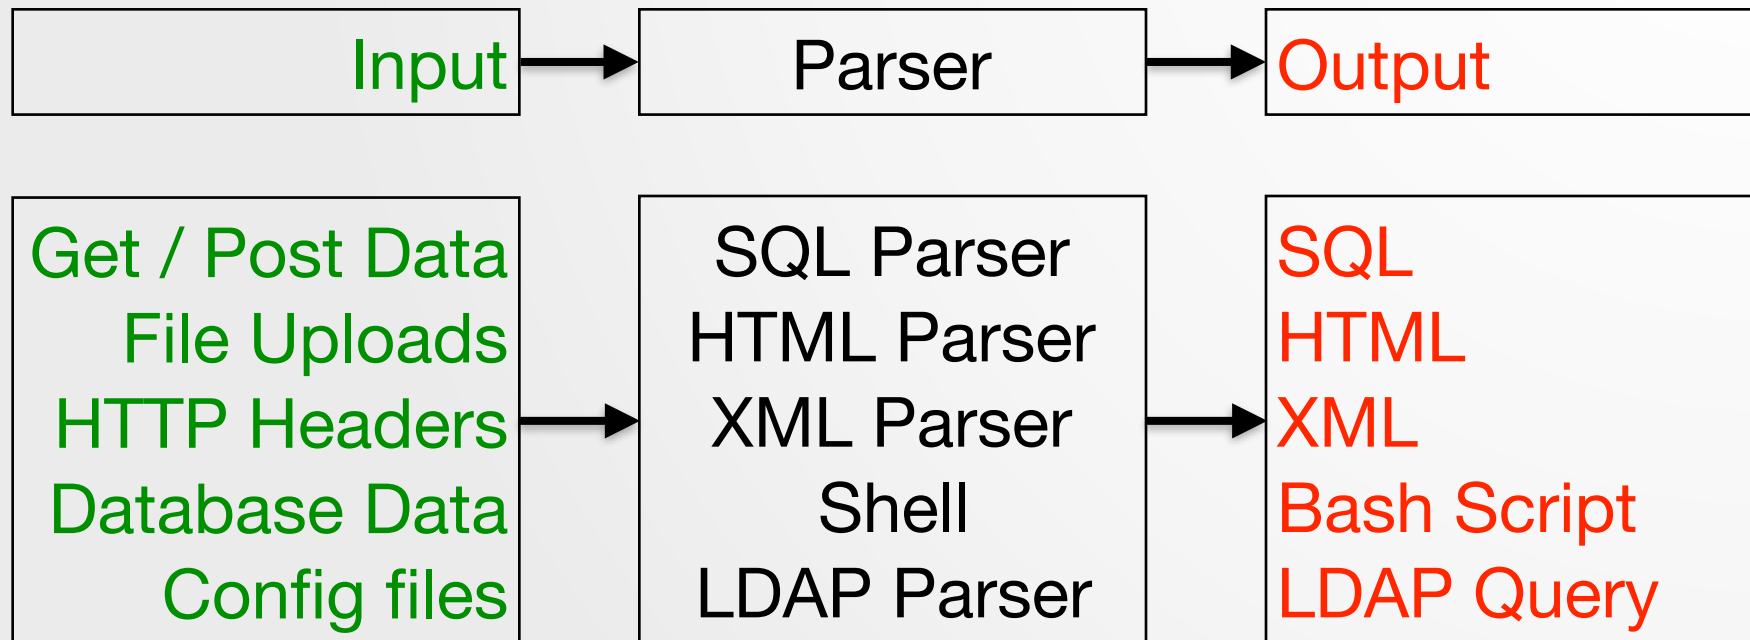 Input
Parser
Output
Get / Post Data
File Uploads
HTTP Headers
Database Data
Config files
SQL Parser
HTML Parser
XML Parser
Shell
LDAP Parser
SQL
HTML
XML
Bash Script
LDAP Query